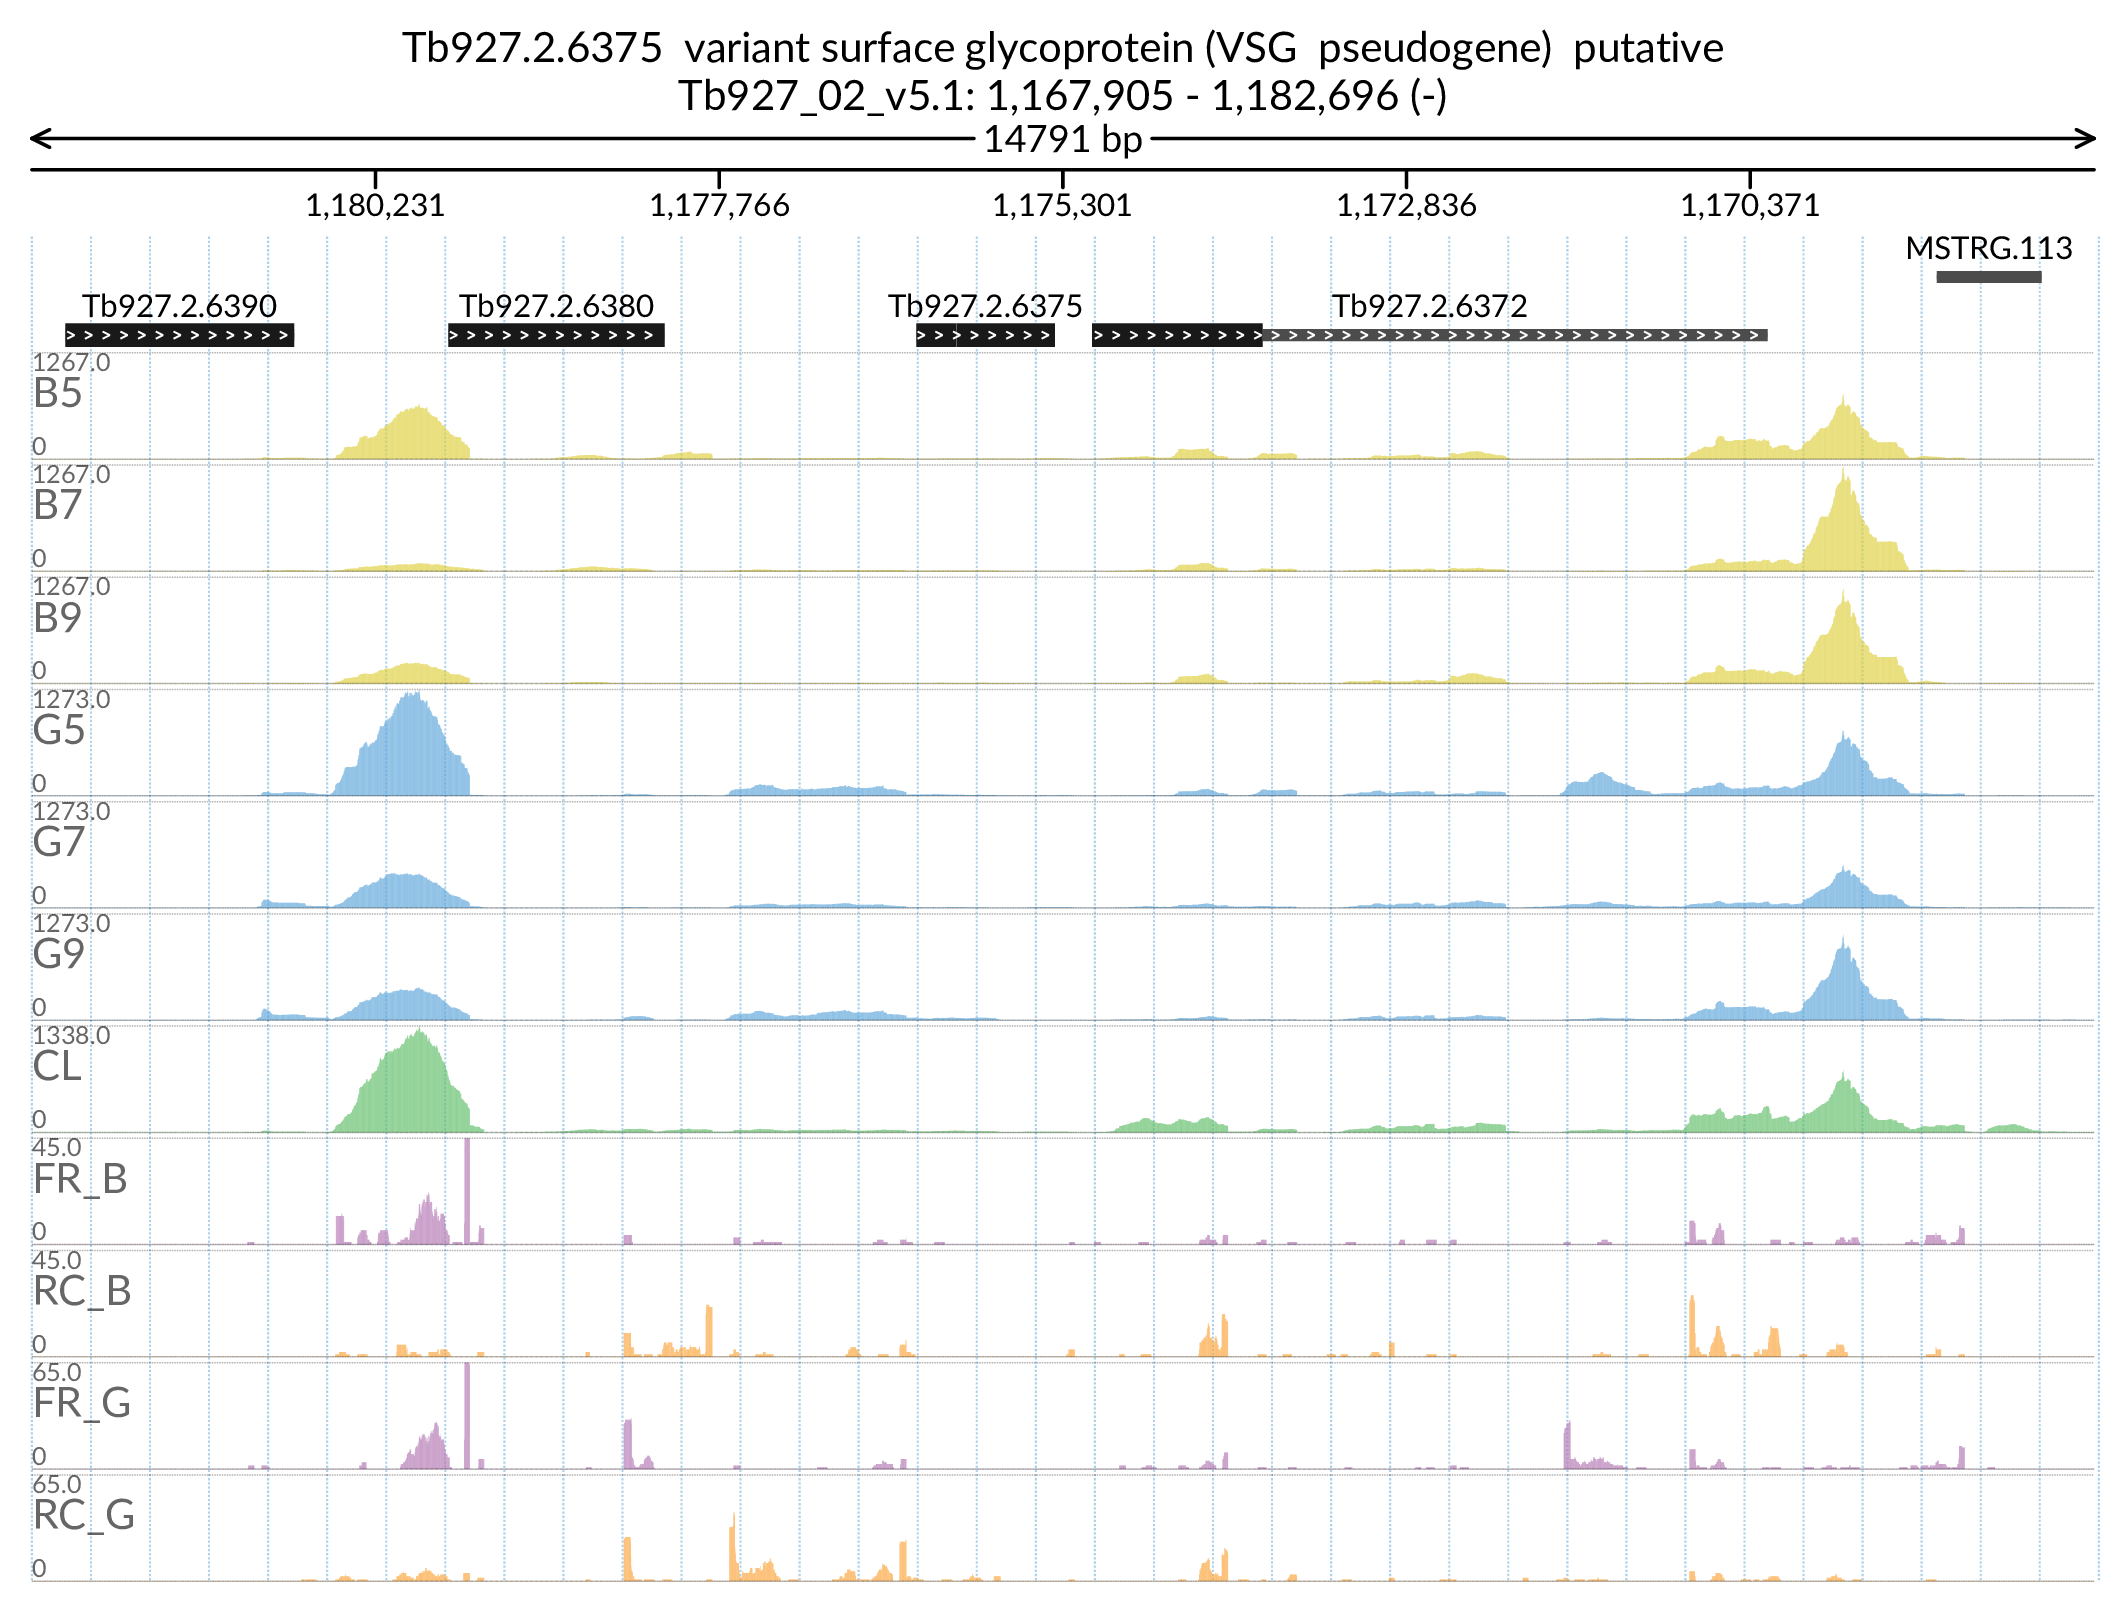 Tb927.2.6375 variant surface glycoprotein (VSG pseudogene) putative
Tb927_02_v5.1: 1,167,905 - 1,182,696 (-)
14791 bp
1,180,231 1,177,766 1,175,301 1,172,836 1,170,371
MSTRG.113
Tb927.2.6390 Tb927.2.6380 Tb927.2.6375 Tb927.2.6372
1267.0
B5
0
1267.0
B7
0
1267.0
B9
0
1273.0
G5
0
1273.0
G7
0
1273.0
G9
0
1338.0
CL
0
45.0
FR_B
0
45.0
RC_B
0
65.0
FR_G
0
65.0
RC_G
0